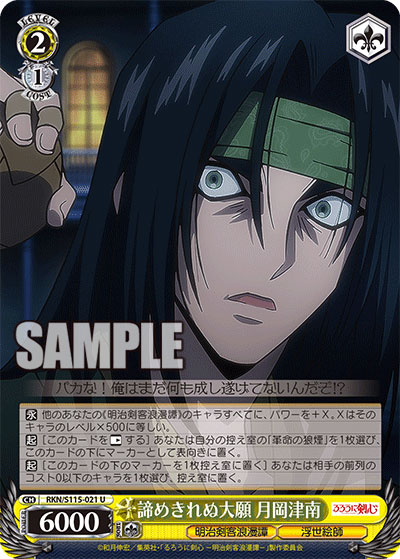 LEVEL
2
1
COST
SAMPLE
バカな!俺はまだ何も成し遂げてないんだぞ!?
永 他のあなたの《明治剣客浪漫譚》のキャラすべてに、パワーを＋X。Xはそのキャラのレベル×500に等しい。
起 [このカードを する] あなたは自分の控え室の「革命の狼煙」を1枚選び、このカードの下にマーカーとして表向きに置く。
起 [このカードの下のマーカーを1枚控え室に置く] あなたは相手の前列のコスト0以下のキャラを1枚選び、控え室に置く。
CH RKN/S115-021 U
6000
POWER
諦めきれぬ大願 月岡津南
るろうに剣心
明治剣客浪漫譚
浮世絵師
©和月伸宏/集英社・「るろうに剣心 −明治剣客浪漫譚−」製作委員会